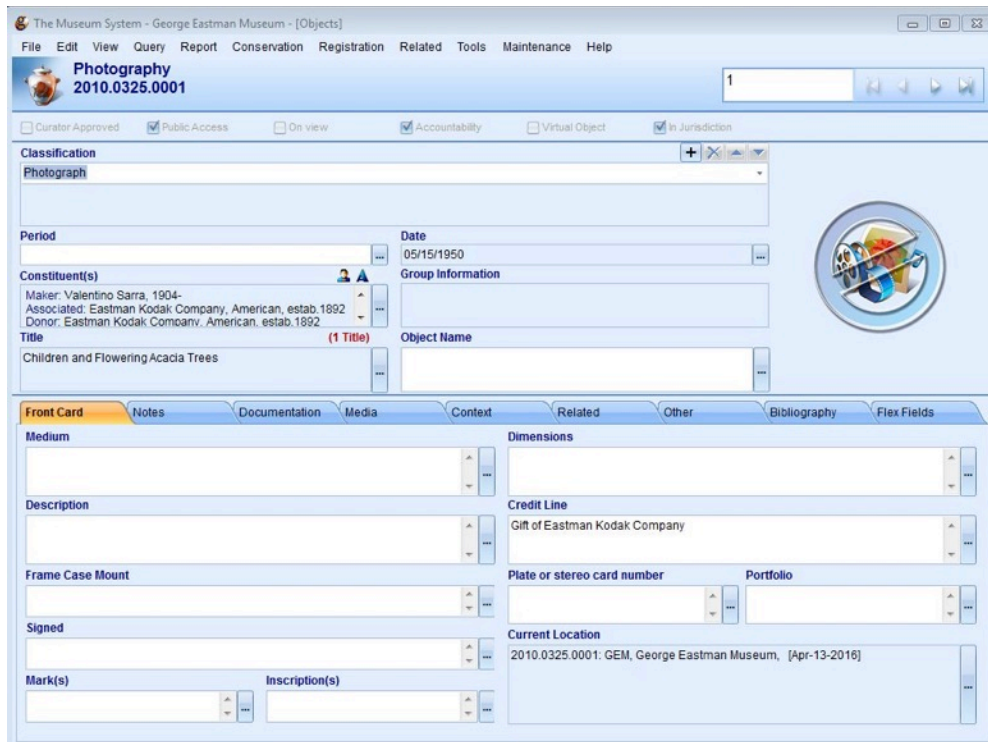 The Museum System - George Eastman Museum - [Objects]
File Edit View Query Report Conservation Registration Related Tools Maintenance Help
Photography
2010.0325.0001
1
Curator Approved Public Access On view Accountability Virtual Object In Jurisdiction
Classification
Photograph
Period Date
05/15/1950
Constituent(s) Group Information
Maker: Valentino Sarra, 1904-
Associated: Eastman Kodak Company, American, estab.1892
Donor: Eastman Kodak Company, American, estab.1892
Title (1 Title) Object Name
Children and Flowering Acacia Trees
Front Card Notes Documentation Media Context Related Other Bibliography Flex Fields
Medium Dimensions
Description Credit Line
Gift of Eastman Kodak Company
Frame Case Mount Plate or stereo card number Portfolio
Signed Current Location
2010.0325.0001: GEM, George Eastman Museum, [Apr-13-2016]
Mark(s) Inscription(s)